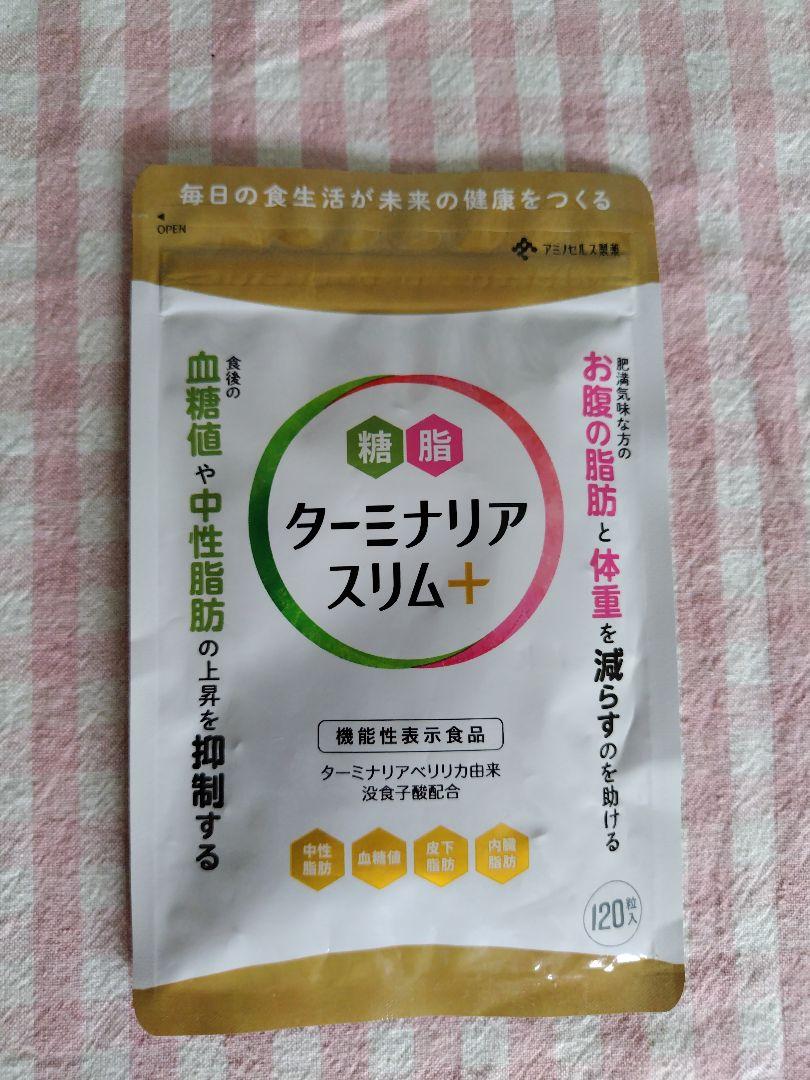 毎日の食生活が未来の健康をつくる
OPEN
アミノセルス製薬
肥満気味な方の
お腹の脂肪と体重を減らすのを助ける
食後の
血糖値や中性脂肪の上昇を抑制する
糖 脂
ターミナリア
スリム+
機能性表示食品
ターミナリアベリリカ由来
没食子酸配合
中性
脂肪
血糖値
皮下
脂肪
内臓
脂肪
120粒入